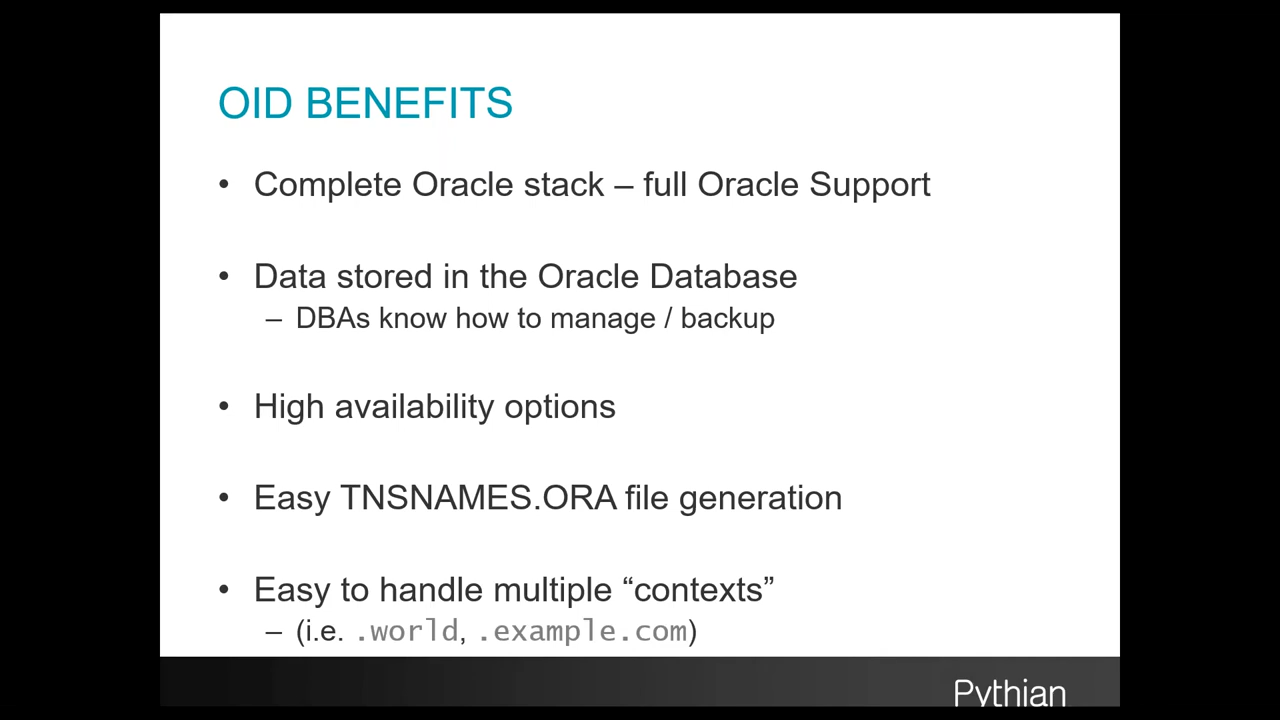 OID BENEFITS
• Complete Oracle stack – full Oracle Support
• Data stored in the Oracle Database
– DBAs know how to manage / backup
• High availability options
• Easy TNSNAMES.ORA file generation
• Easy to handle multiple “contexts”
– (i.e. .world, .example.com)
Pythian